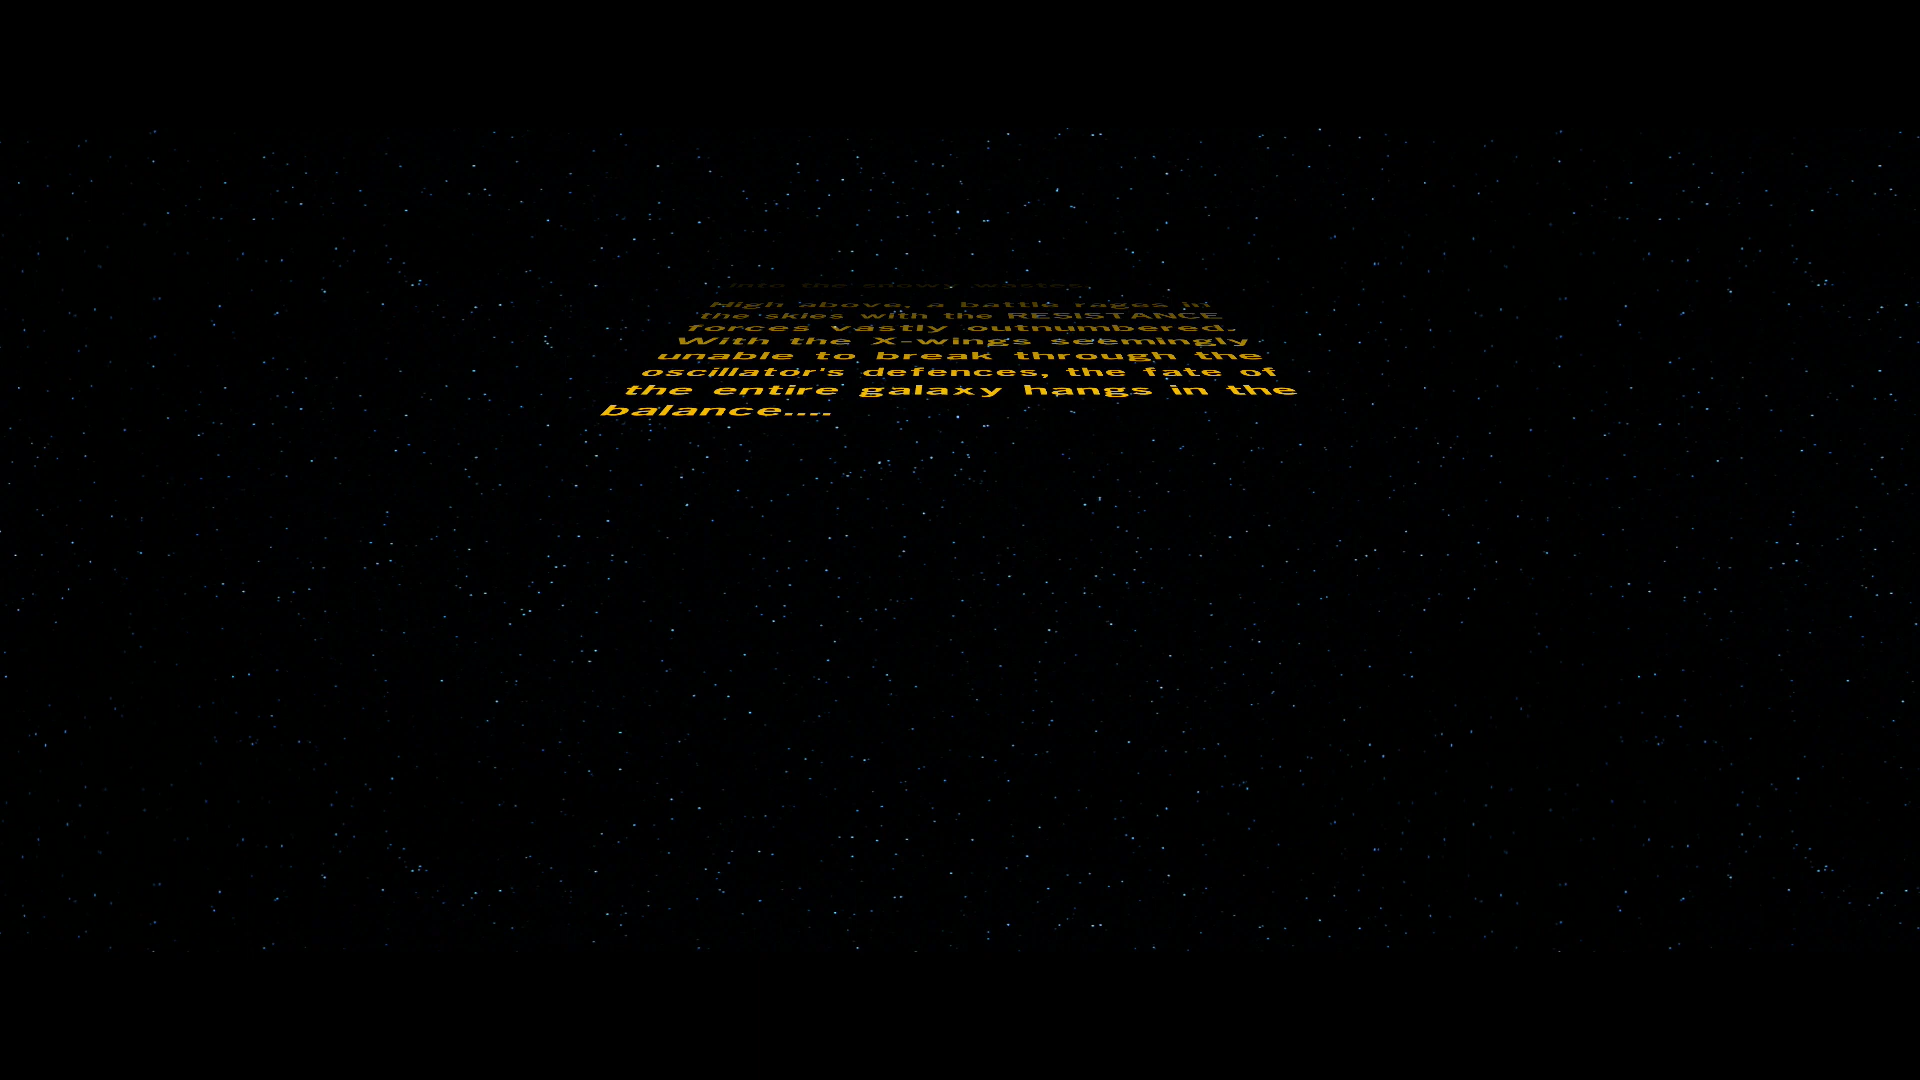 into the snowy wastes.
High above, a battle rages in
the skies with the RESISTANCE
forces vastly outnumbered.
With the X-wings seemingly
unable to break through the
oscillator's defences, the fate of
the entire galaxy hangs in the
balance....